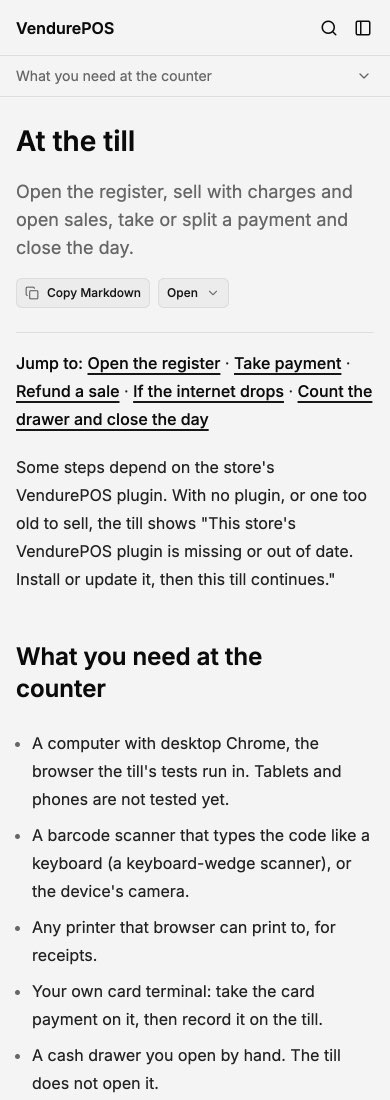 VendurePOS
What you need at the counter
At the till
Open the register, sell with charges and
open sales, take or split a payment and
close the day.
Copy Markdown
Open
Jump to: Open the register · Take payment ·
Refund a sale · If the internet drops · Count the
drawer and close the day
Some steps depend on the store's
VendurePOS plugin. With no plugin, or one too
old to sell, the till shows "This store's
VendurePOS plugin is missing or out of date.
Install or update it, then this till continues."
What you need at the
counter
• A computer with desktop Chrome, the
browser the till's tests run in. Tablets and
phones are not tested yet.
• A barcode scanner that types the code like a
keyboard (a keyboard-wedge scanner), or
the device's camera.
• Any printer that browser can print to, for
receipts.
• Your own card terminal: take the card
payment on it, then record it on the till.
• A cash drawer you open by hand. The till
does not open it.